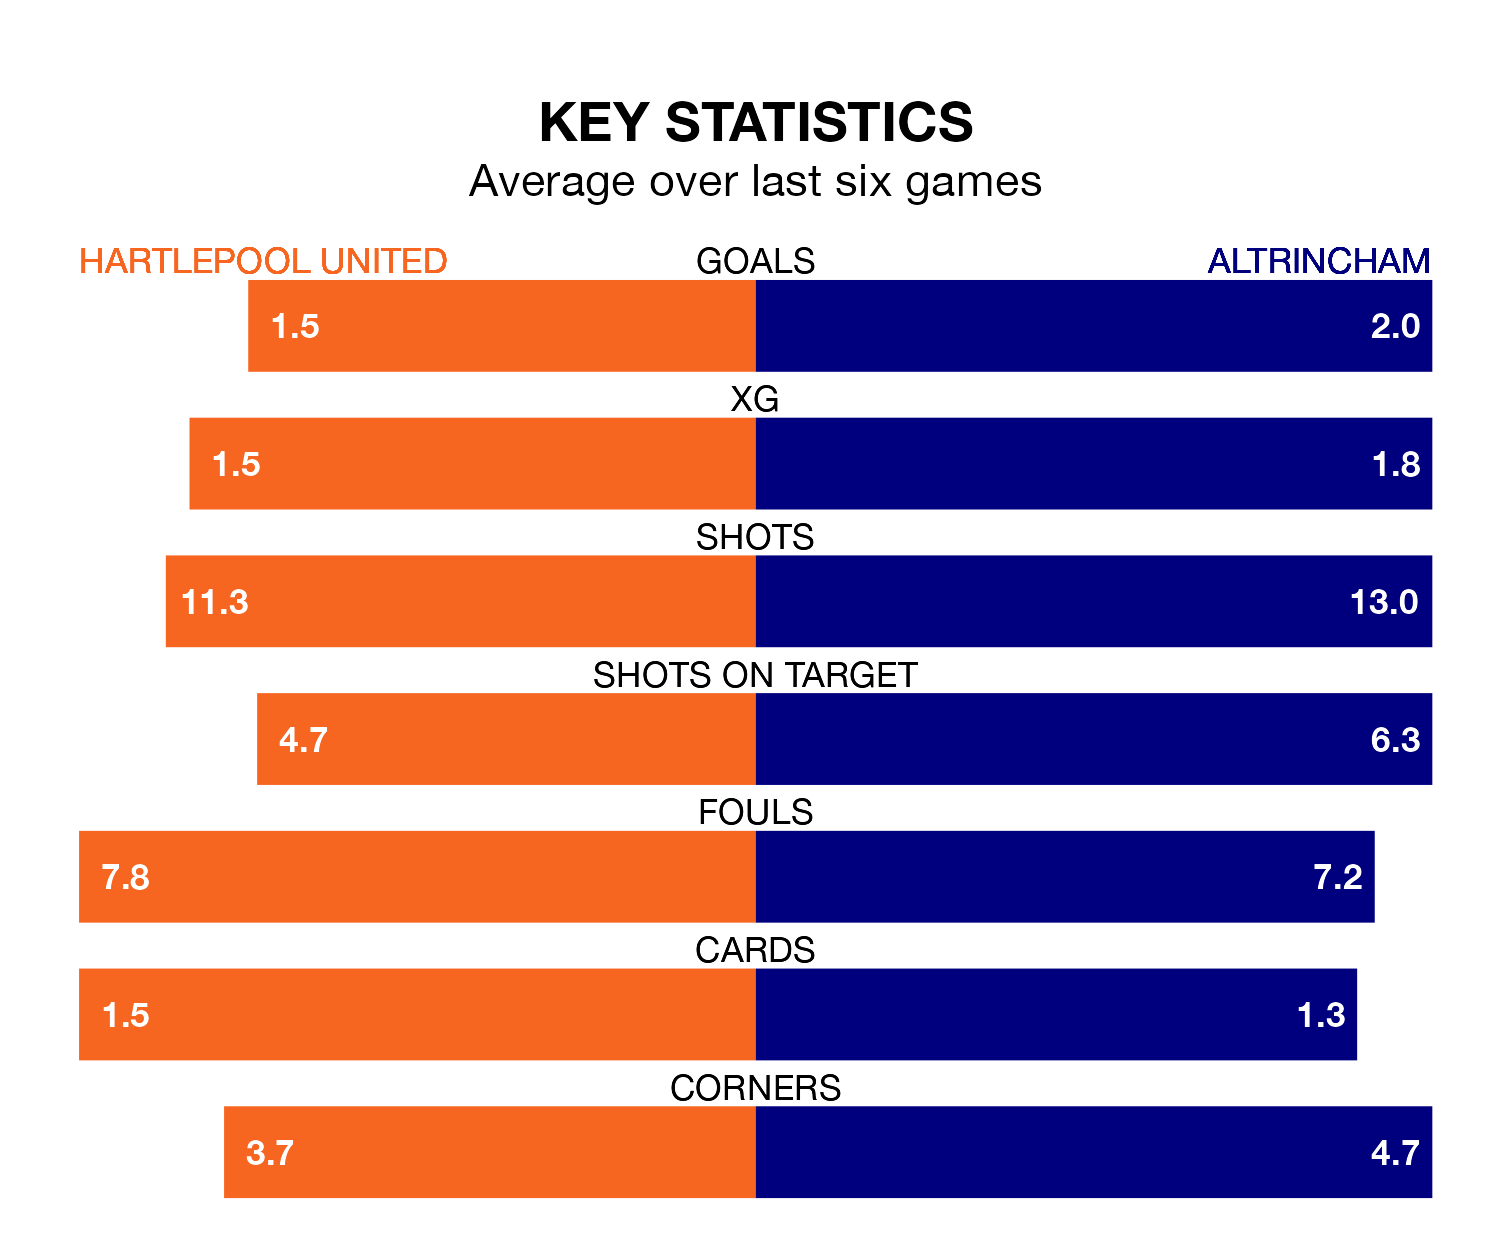 KEY STATISTICS
Average over last six games
HARTLEPOOL UNITED GOALS ALTRINCHAM
1.5 2.0
XG
1.5 1.8
SHOTS
11.3 13.0
SHOTS ON TARGET
4.7 6.3
FOULS
7.8 7.2
CARDS
1.5 1.3
CORNERS
3.7 4.7